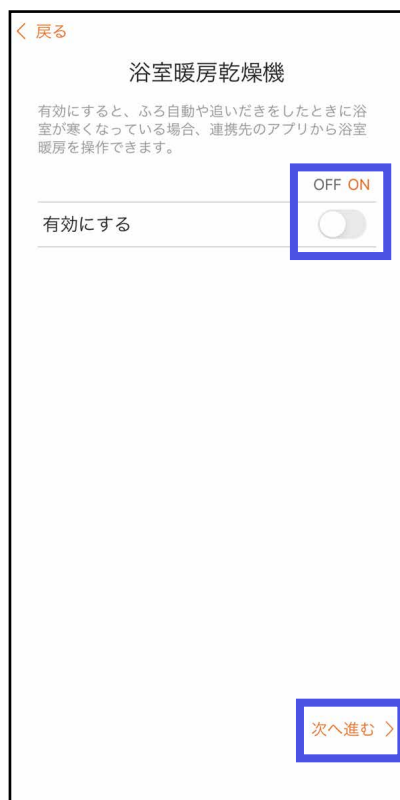 < 戻る
浴室暖房乾燥機
有効にすると、ふろ自動や追いだきをしたときに浴
室が寒くなっている場合、連携先のアプリから浴室
暖房を操作できます。
OFF ON
有効にする
次へ進む >